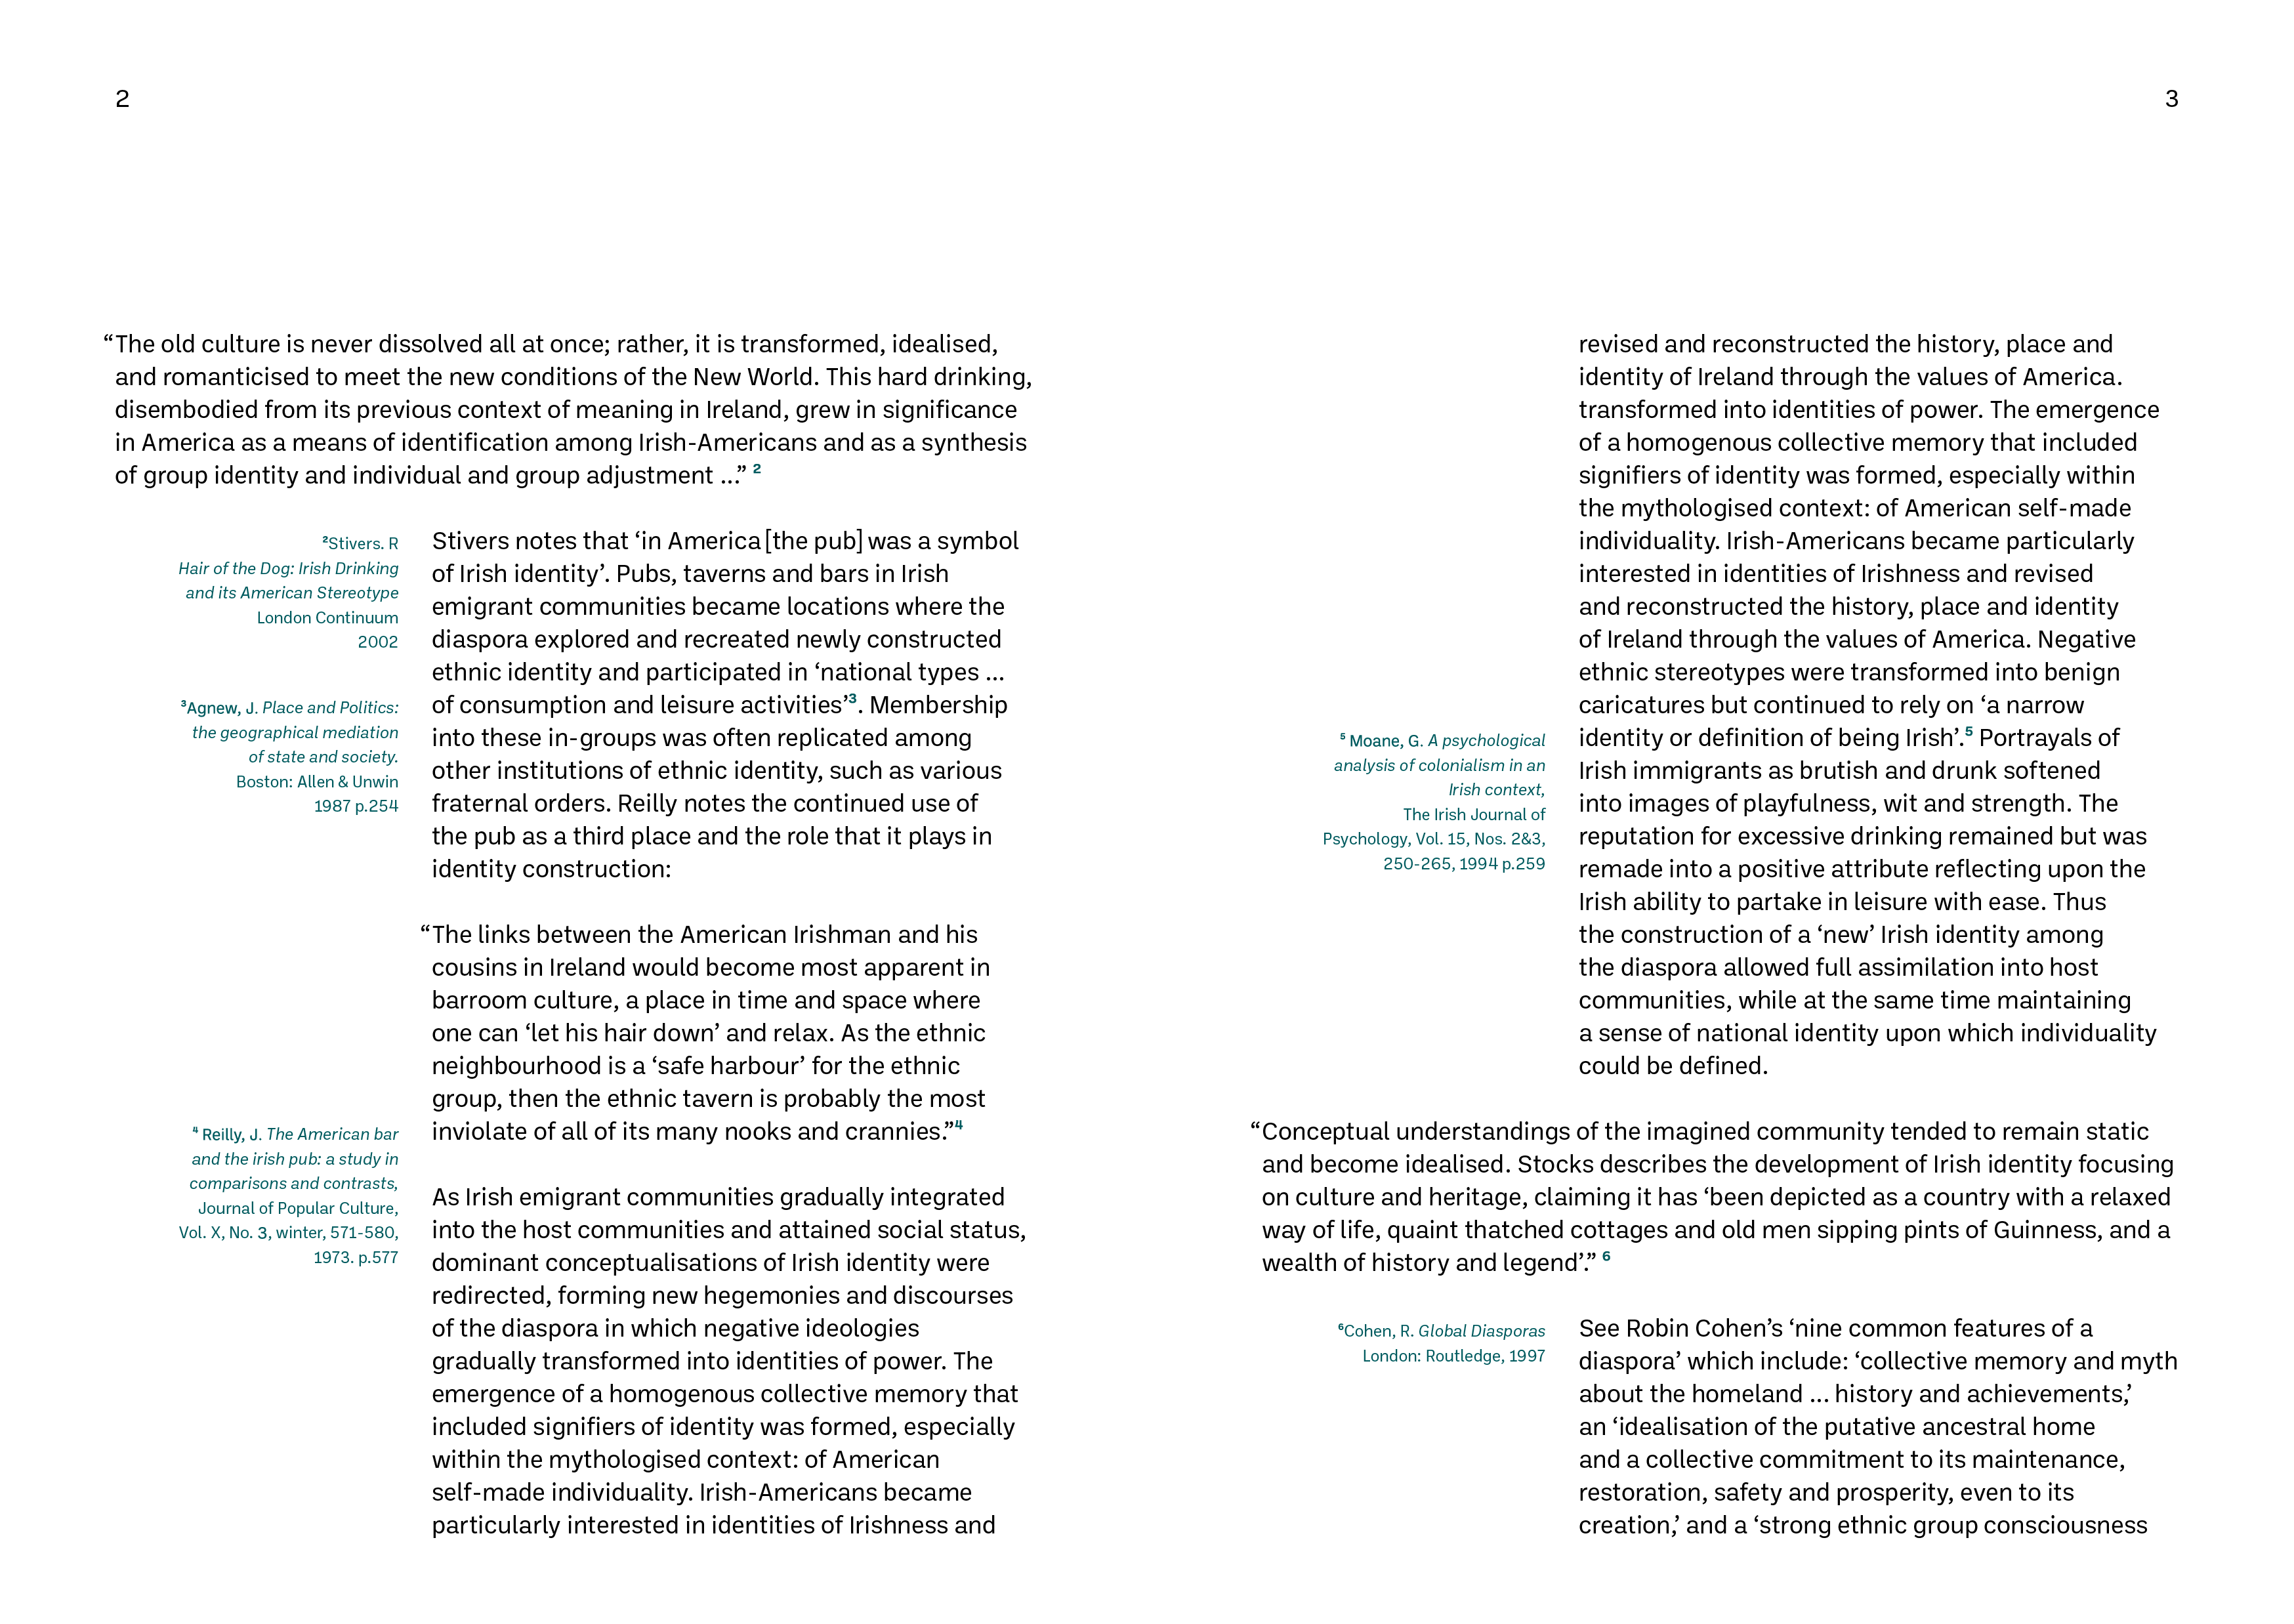 2
“The old culture is never dissolved all at once; rather, it is transformed, idealised,
and romanticised to meet the new conditions of the New World. This hard drinking,
disembodied from its previous context of meaning in Ireland, grew in significance
in America as a means of identification among Irish-Americans and as a synthesis
of group identity and individual and group adjustment ...” 2
2Stivers. R
Hair of the Dog: Irish Drinking
and its American Stereotype
London Continuum
2002
3Agnew, J. Place and Politics:
the geographical mediation
of state and society.
Boston: Allen & Unwin
1987 p.254
Stivers notes that ‘in America [the pub] was a symbol
of Irish identity’. Pubs, taverns and bars in Irish
emigrant communities became locations where the
diaspora explored and recreated newly constructed
ethnic identity and participated in ‘national types ...
of consumption and leisure activities’3. Membership
into these in-groups was often replicated among
other institutions of ethnic identity, such as various
fraternal orders. Reilly notes the continued use of
the pub as a third place and the role that it plays in
identity construction:
“The links between the American Irishman and his
cousins in Ireland would become most apparent in
barroom culture, a place in time and space where
one can ‘let his hair down’ and relax. As the ethnic
neighbourhood is a ‘safe harbour’ for the ethnic
group, then the ethnic tavern is probably the most
inviolate of all of its many nooks and crannies.”4
4 Reilly, J. The American bar
and the irish pub: a study in
comparisons and contrasts,
Journal of Popular Culture,
Vol. X, No. 3, winter, 571-580,
1973. p.577
As Irish emigrant communities gradually integrated
into the host communities and attained social status,
dominant conceptualisations of Irish identity were
redirected, forming new hegemonies and discourses
of the diaspora in which negative ideologies
gradually transformed into identities of power. The
emergence of a homogenous collective memory that
included signifiers of identity was formed, especially
within the mythologised context: of American
self-made individuality. Irish-Americans became
particularly interested in identities of Irishness and
3
revised and reconstructed the history, place and
identity of Ireland through the values of America.
transformed into identities of power. The emergence
of a homogenous collective memory that included
signifiers of identity was formed, especially within
the mythologised context: of American self-made
individuality. Irish-Americans became particularly
interested in identities of Irishness and revised
and reconstructed the history, place and identity
of Ireland through the values of America. Negative
ethnic stereotypes were transformed into benign
caricatures but continued to rely on ‘a narrow
identity or definition of being Irish’.5 Portrayals of
Irish immigrants as brutish and drunk softened
into images of playfulness, wit and strength. The
reputation for excessive drinking remained but was
remade into a positive attribute reflecting upon the
Irish ability to partake in leisure with ease. Thus
the construction of a ‘new’ Irish identity among
the diaspora allowed full assimilation into host
communities, while at the same time maintaining
a sense of national identity upon which individuality
could be defined.
5 Moane, G. A psychological
analysis of colonialism in an
Irish context,
The Irish Journal of
Psychology, Vol. 15, Nos. 2&3,
250-265, 1994 p.259
“Conceptual understandings of the imagined community tended to remain static
and become idealised. Stocks describes the development of Irish identity focusing
on culture and heritage, claiming it has ‘been depicted as a country with a relaxed
way of life, quaint thatched cottages and old men sipping pints of Guinness, and a
wealth of history and legend’.” 6
6Cohen, R. Global Diasporas
London: Routledge, 1997
See Robin Cohen’s ‘nine common features of a
diaspora’ which include: ‘collective memory and myth
about the homeland ... history and achievements,’
an ‘idealisation of the putative ancestral home
and a collective commitment to its maintenance,
restoration, safety and prosperity, even to its
creation,’ and a ‘strong ethnic group consciousness